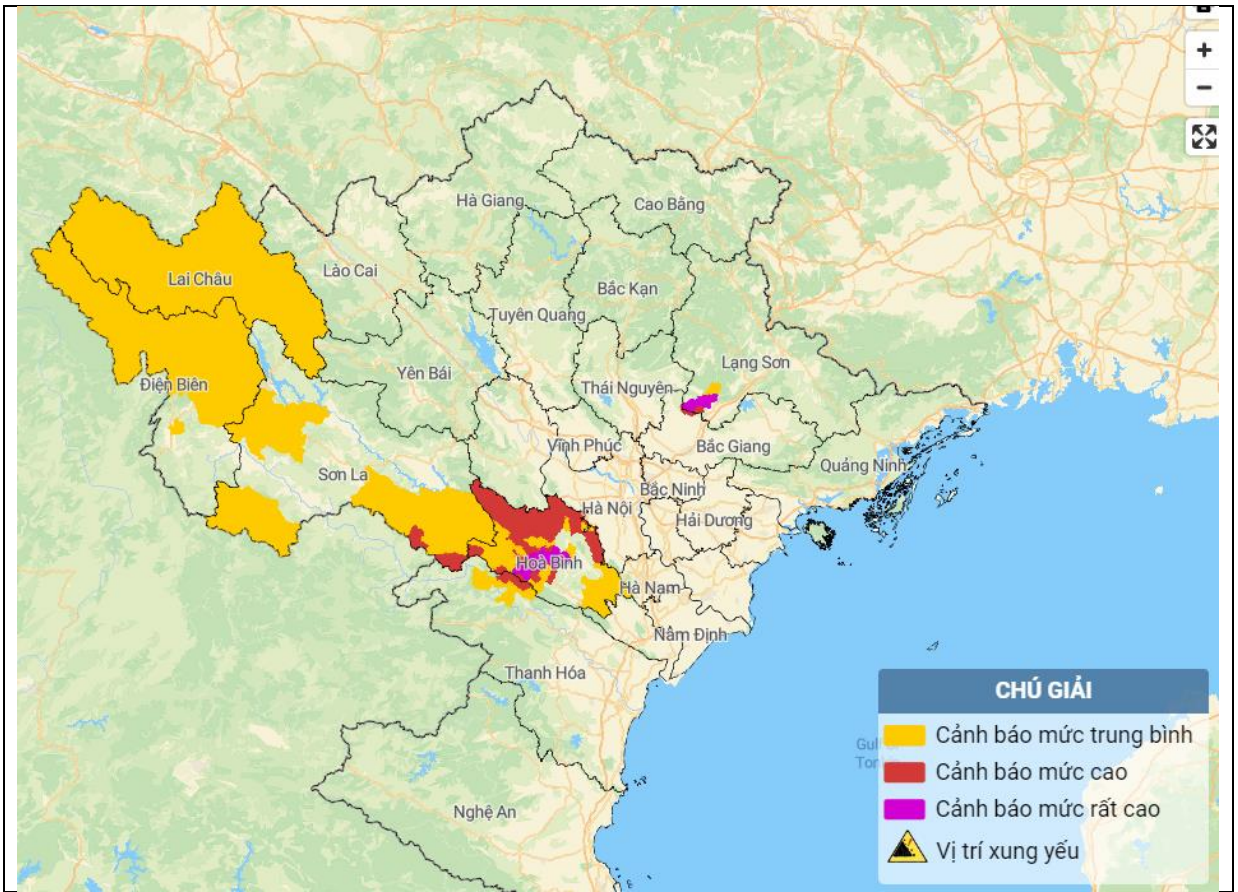 +
−
Hà Giang
Cao Bằng
Lai Châu
Lào Cai
Bắc Kạn
Tuyên Quang
Yên Bái
Lạng Sơn
Điện Biên
Thái Nguyên
Vĩnh Phúc
Bắc Giang
Sơn La
Quảng Ninh
Bắc Ninh
Hà Nội
Hải Dương
Hoà Bình
Hà Nam
Nam Định
Thanh Hóa
Nghệ An
CHÚ GIẢI
Cảnh báo mức trung bình
Cảnh báo mức cao
Cảnh báo mức rất cao
Vị trí xung yếu